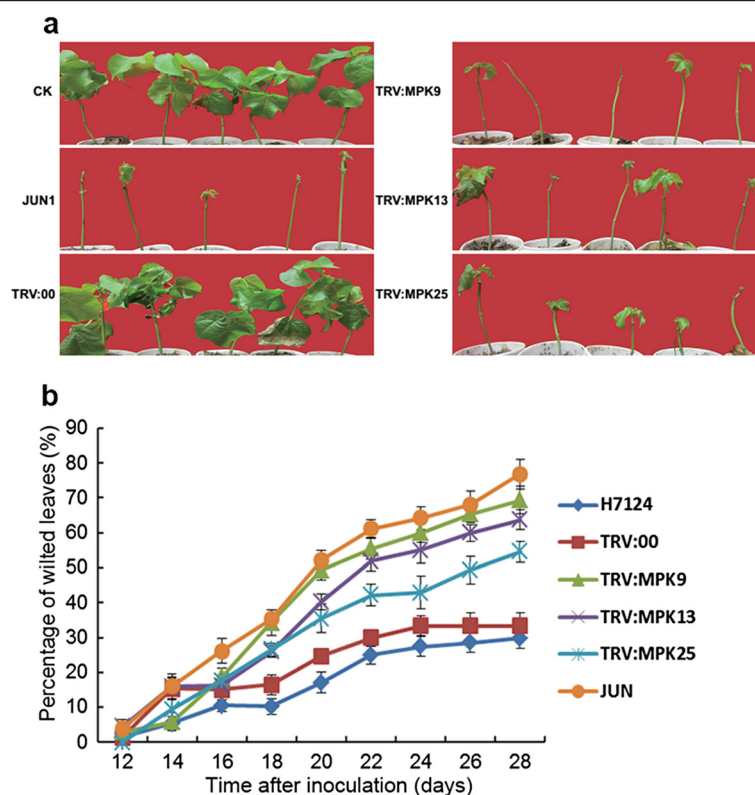 a
CK
TRV:MPK9
JUN1
TRV:MPK13
TRV:00
TRV:MPK25
b
Percentage of wilted leaves (%)
90
80
70
60
50
40
30
20
10
0
12 14 16 18 20 22 24 26 28
Time after inoculation (days)
H7124
TRV:00
TRV:MPK9
TRV:MPK13
TRV:MPK25
JUN